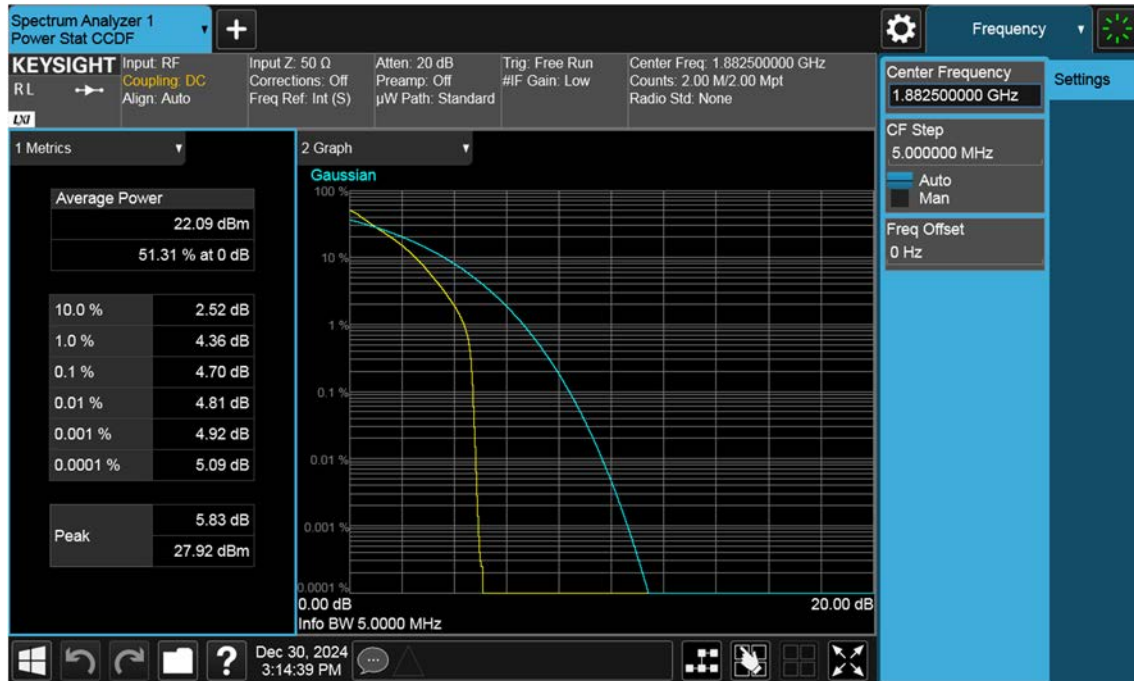 Spectrum Analyzer 1
Power Stat CCDF
Frequency
KEYSIGHT
R L
LXI
Input: RF
Coupling: DC
Align: Auto
Input Z: 50 Ω
Corrections: Off
Freq Ref: Int (S)
Atten: 20 dB
Preamp: Off
µW Path: Standard
Trig: Free Run
#IF Gain: Low
Center Freq: 1.882500000 GHz
Counts: 2.00 M/2.00 Mpt
Radio Std: None
Center Frequency
1.882500000 GHz
Settings
CF Step
5.000000 MHz
Auto
Man
Freq Offset
0 Hz
1 Metrics
Average Power
22.09 dBm
51.31 % at 0 dB
10.0 % 2.52 dB
1.0 % 4.36 dB
0.1 % 4.70 dB
0.01 % 4.81 dB
0.001 % 4.92 dB
0.0001 % 5.09 dB
Peak 5.83 dB
27.92 dBm
2 Graph
Gaussian
100 %
10 %
1 %
0.1 %
0.01 %
0.001 %
0.0001 %
0.00 dB 20.00 dB
Info BW 5.0000 MHz
?
Dec 30, 2024
3:14:39 PM